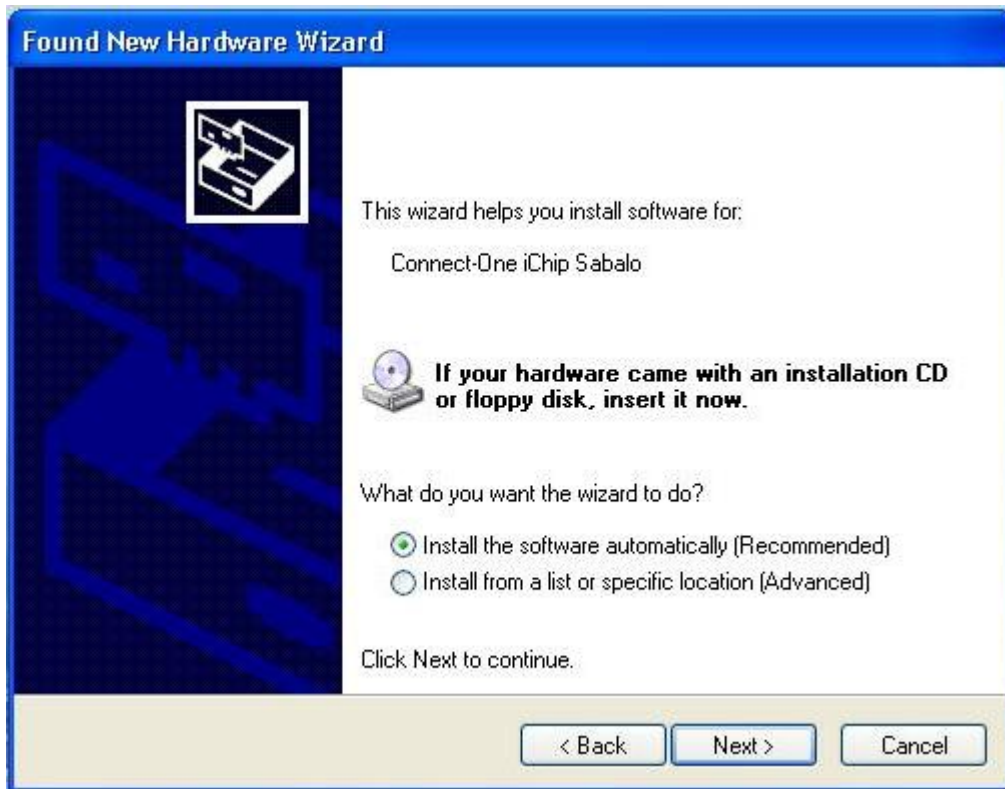 Found New Hardware Wizard
This wizard helps you install software for:
Connect-One iChip Sabalo
If your hardware came with an installation CD
or floppy disk, insert it now.
What do you want the wizard to do?
Install the software automatically (Recommended)
Install from a list or specific location (Advanced)
Click Next to continue.
< Back Next > Cancel